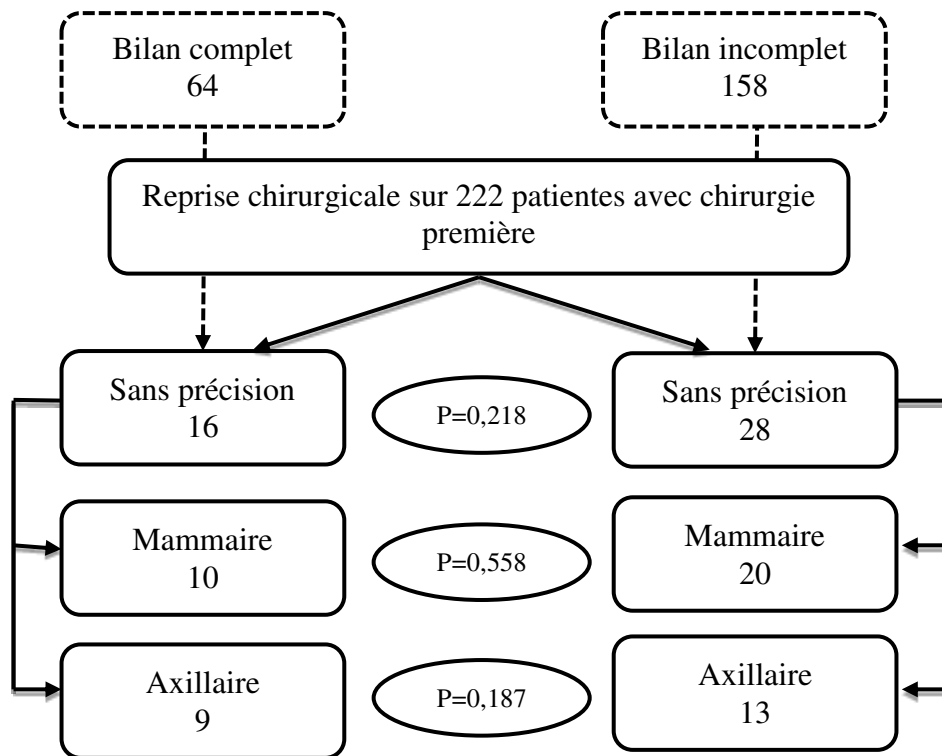 Bilan complet
64
Bilan incomplet
158
Reprise chirurgicale sur 222 patientes avec chirurgie
première
Sans précision
16
P=0,218
Sans précision
28
Mammaire
10
P=0,558
Mammaire
20
Axillaire
9
P=0,187
Axillaire
13